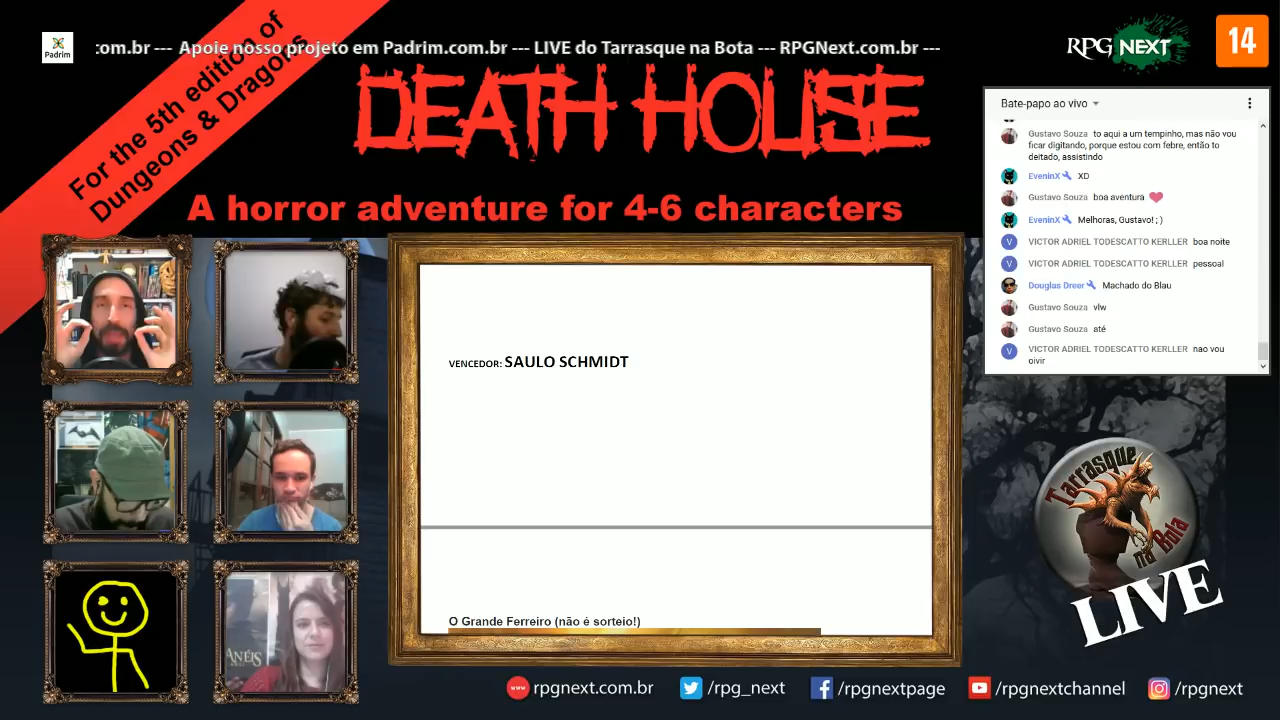 Padrim
:om.br --- Apoie nosso projeto em Padrim.com.br --- LIVE do Tarrasque na Bota --- RPGNext.com.br ---
RPG NEXT
14
For the 5th edition of
Dungeons & Dragons
DEATH HOUSE
A horror adventure for 4-6 characters
Bate-papo ao vivo
Gustavo Souza to aqui a um tempinho, mas não vou
ficar digitando, porque estou com febre, então to
deitado, assistindo
EveninX XD
Gustavo Souza boa aventura
EveninX Melhoras, Gustavo! ; )
V VICTOR ADRIEL TODESCATTO KERLLER boa noite
V VICTOR ADRIEL TODESCATTO KERLLER pessoal
Douglas Dreer Machado do Blau
Gustavo Souza vlw
Gustavo Souza até
V VICTOR ADRIEL TODESCATTO KERLLER nao vou
oivir
VENCEDOR: SAULO SCHMIDT
O Grande Ferreiro (não é sorteio!)
ANÉIS
Tarrasque
na Bota
LIVE
www rpgnext.com.br
/rpg_next
/rpgnextpage
/rpgnextchannel
/rpgnext